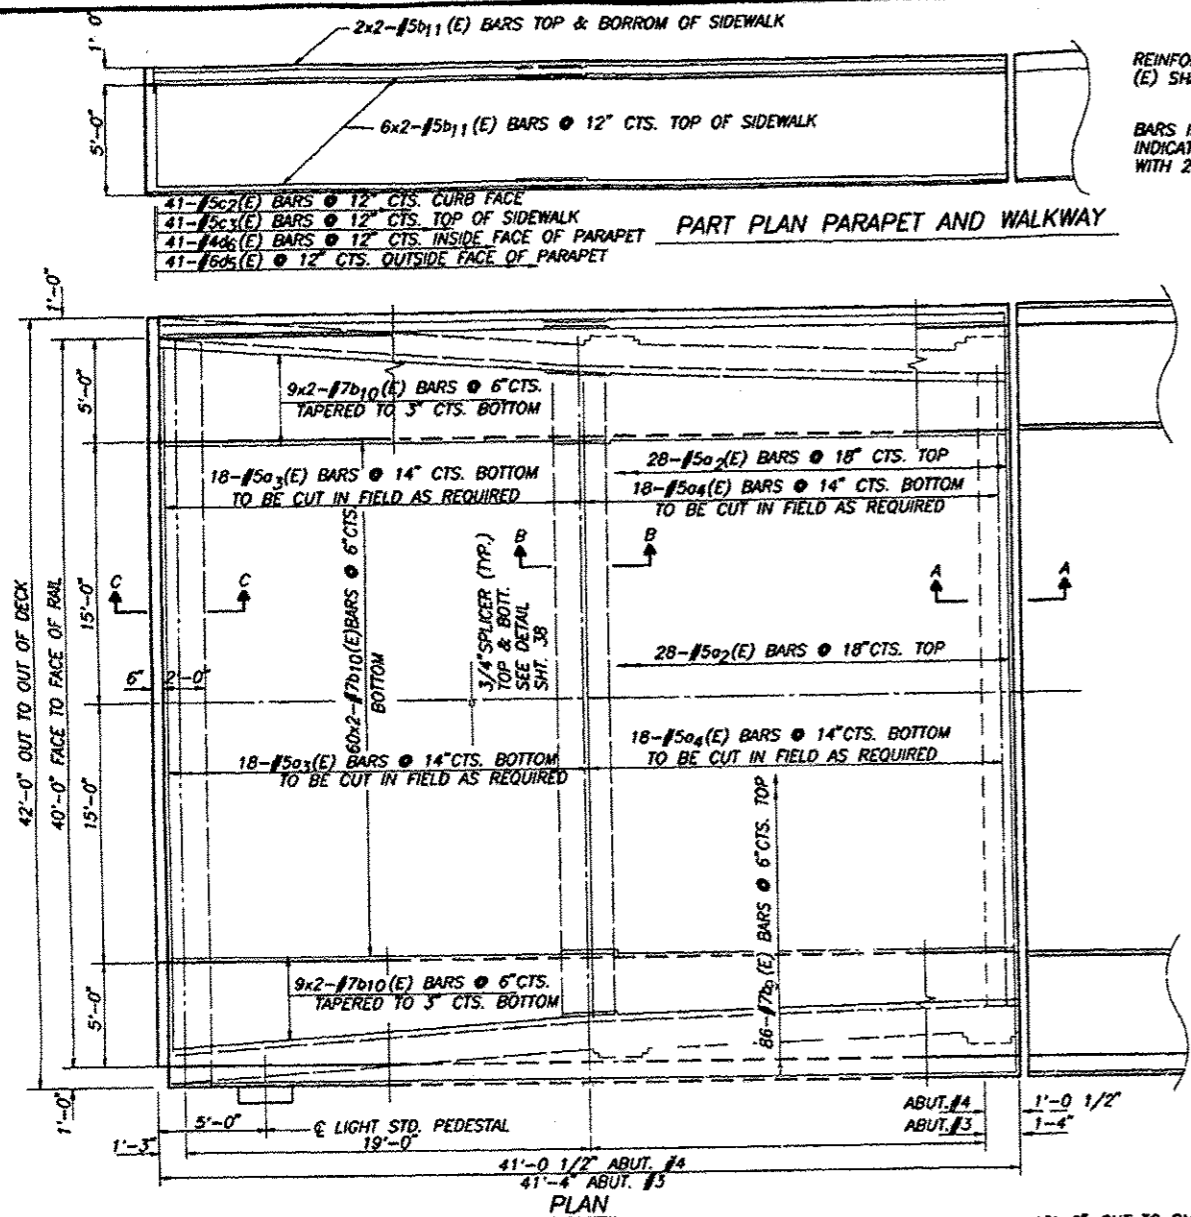 1'-0"
2x2-#5b11(E) BARS TOP & BORROM OF SIDEWALK
5'-0"
6x2-#5b11(E) BARS @ 12" CTS. TOP OF SIDEWALK
REINFO
(E) SH
BARS I
INDICAT
WITH 2
41-#5c2(E) BARS @ 12" CTS. CURB FACE
41-#5c3(E) BARS @ 12" CTS. TOP OF SIDEWALK
41-#4d6(E) BARS @ 12" CTS. INSIDE FACE OF PARAPET
41-#6d5(E) @ 12" CTS. OUTSIDE FACE OF PARAPET
PART PLAN PARAPET AND WALKWAY
1'-0"
5'-0"
9x2-#7b10(E) BARS @ 6"CTS.
TAPERED TO 3" CTS. BOTTOM
18-#5a3(E) BARS @ 14" CTS. BOTTOM
TO BE CUT IN FIELD AS REQUIRED
28-#5a2(E) BARS @ 18" CTS. TOP
18-#5a4(E) BARS @ 14" CTS. BOTTOM
TO BE CUT IN FIELD AS REQUIRED
42'-0" OUT TO OUT OF DECK
40'-0" FACE TO FACE OF RAIL
15'-0"
C
C
60x2-#7b10(E)BARS @ 6"CTS.
BOTTOM
3/4"SPLICER (TYP.)
TOP & BOTT.
SEE DETAIL
SHT. 38
B
B
A
A
28-#5a2(E) BARS @ 18"CTS. TOP
6"
2'-0"
18-#5a3(E) BARS @ 14"CTS. BOTTOM
TO BE CUT IN FIELD AS REQUIRED
18-#5a4(E) BARS @ 14"CTS. BOTTOM
TO BE CUT IN FIELD AS REQUIRED
15'-0"
86-#7b9(E) BARS @ 6"CTS. TOP
5'-0"
9x2-#7b10(E) BARS @ 6"CTS.
TAPERED TO 3" CTS. BOTTOM
1'-0"
5'-0"
℄ LIGHT STD. PEDESTAL
ABUT.#4
1'-0 1/2"
ABUT.#3
1-4"
1'-3"
19'-0"
41'-0 1/2" ABUT. #4
41'-4" ABUT. #3
PLAN